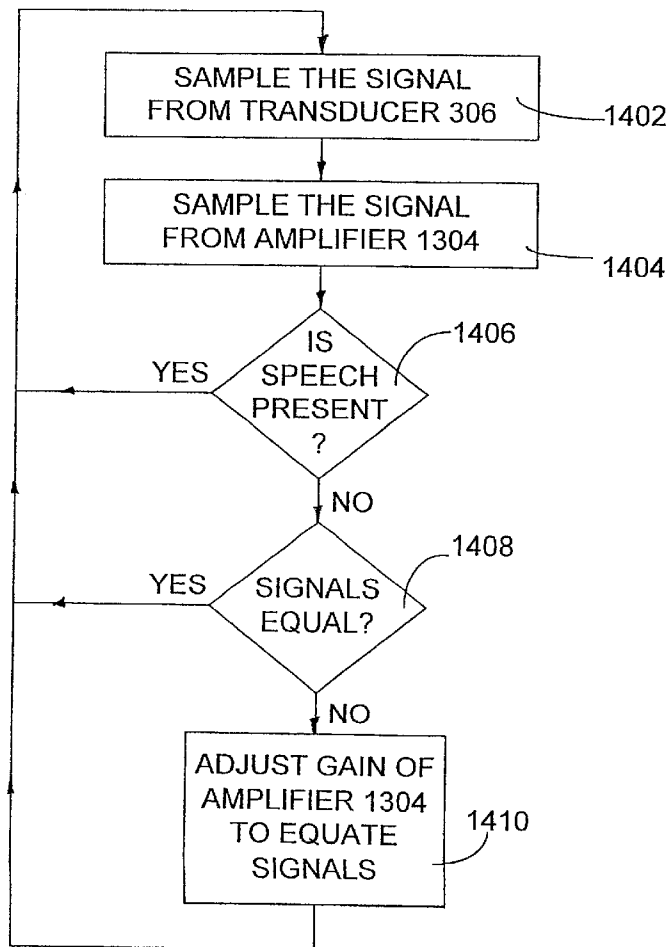 SAMPLE THE SIGNAL
FROM TRANSDUCER 306
1402
SAMPLE THE SIGNAL
FROM AMPLIFIER 1304
1404
IS
SPEECH
PRESENT
?
1406
YES
NO
SIGNALS
EQUAL?
1408
YES
NO
ADJUST GAIN OF
AMPLIFIER 1304
TO EQUATE
SIGNALS
1410